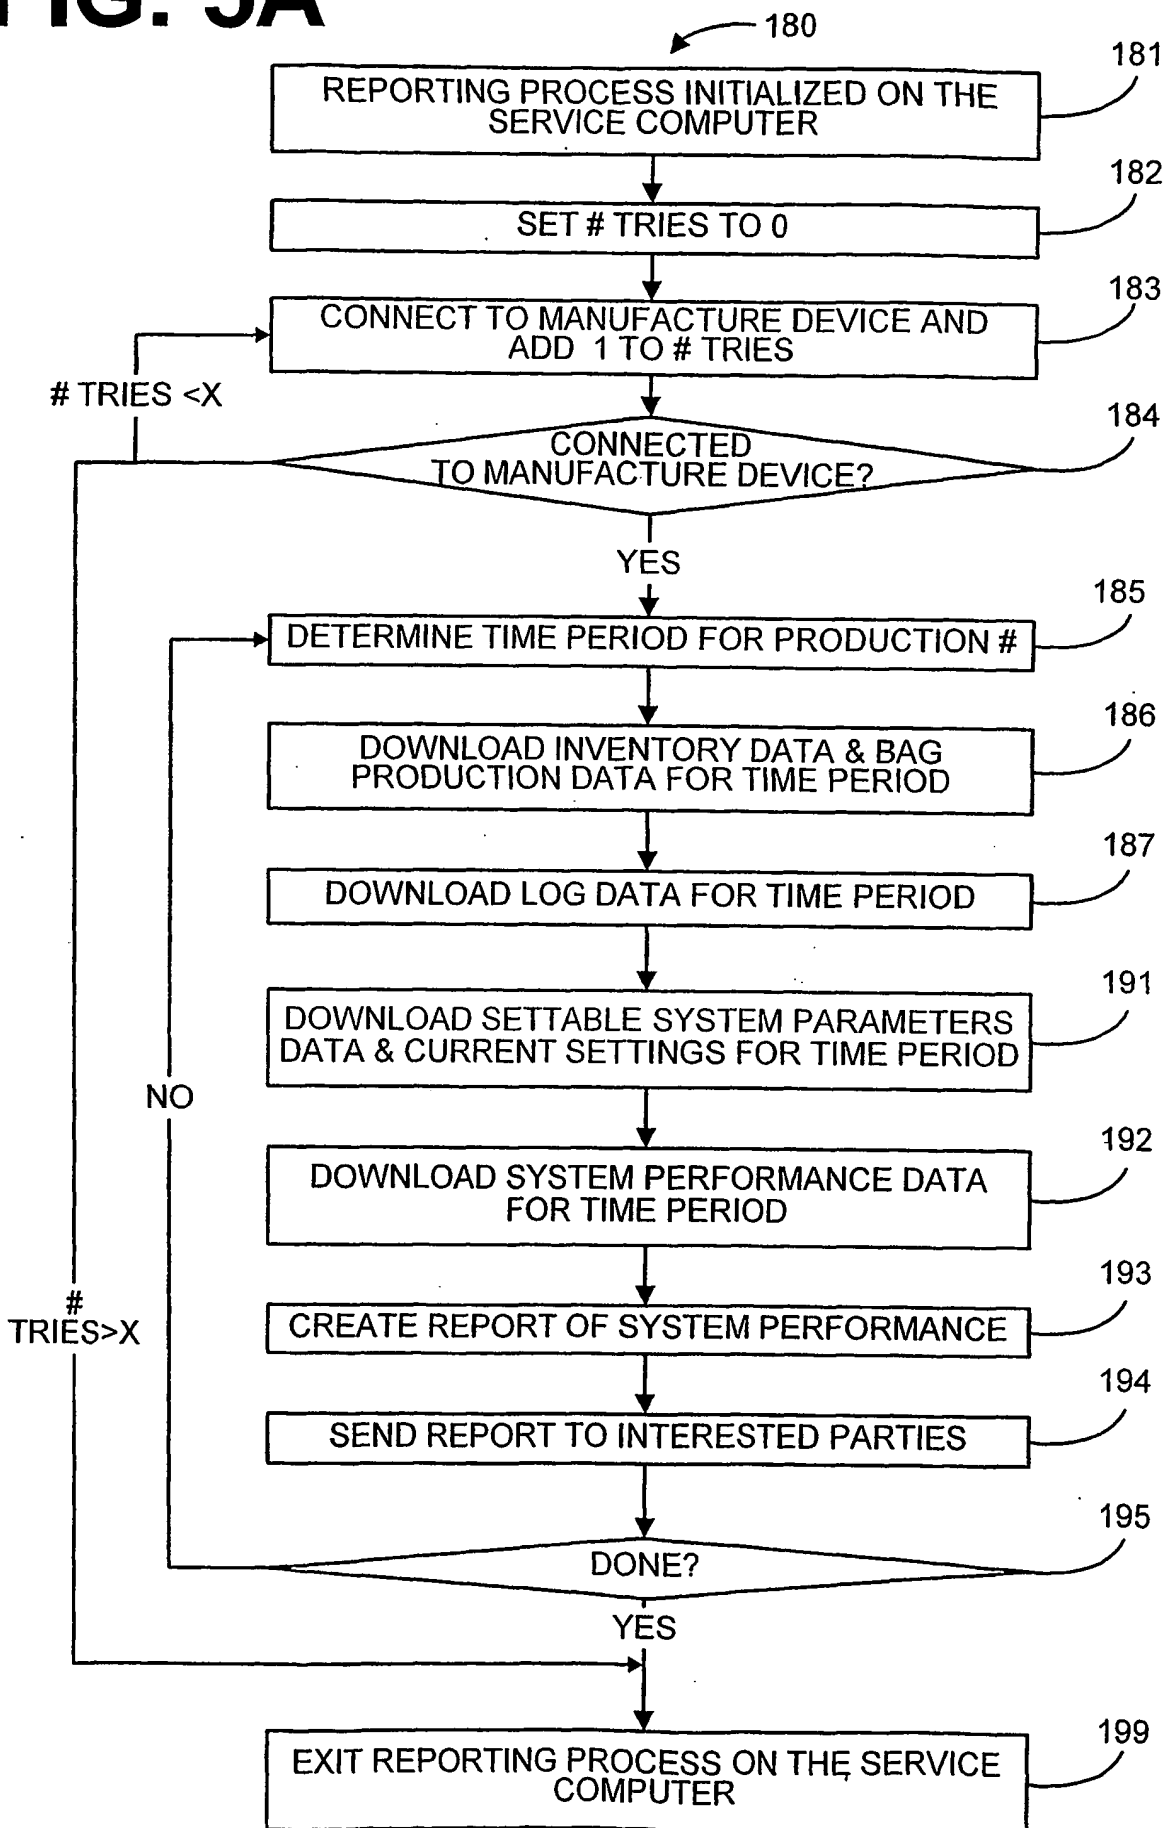 FIG. 5A
180
181
REPORTING PROCESS INITIALIZED ON THE
SERVICE COMPUTER
182
SET # TRIES TO 0
183
CONNECT TO MANUFACTURE DEVICE AND
ADD 1 TO # TRIES
# TRIES <X
184
CONNECTED
TO MANUFACTURE DEVICE?
YES
185
DETERMINE TIME PERIOD FOR PRODUCTION #
186
DOWNLOAD INVENTORY DATA & BAG
PRODUCTION DATA FOR TIME PERIOD
187
DOWNLOAD LOG DATA FOR TIME PERIOD
191
DOWNLOAD SETTABLE SYSTEM PARAMETERS
DATA & CURRENT SETTINGS FOR TIME PERIOD
NO
192
DOWNLOAD SYSTEM PERFORMANCE DATA
FOR TIME PERIOD
193
#
TRIES>X
CREATE REPORT OF SYSTEM PERFORMANCE
194
SEND REPORT TO INTERESTED PARTIES
195
DONE?
YES
199
EXIT REPORTING PROCESS ON THE SERVICE
COMPUTER